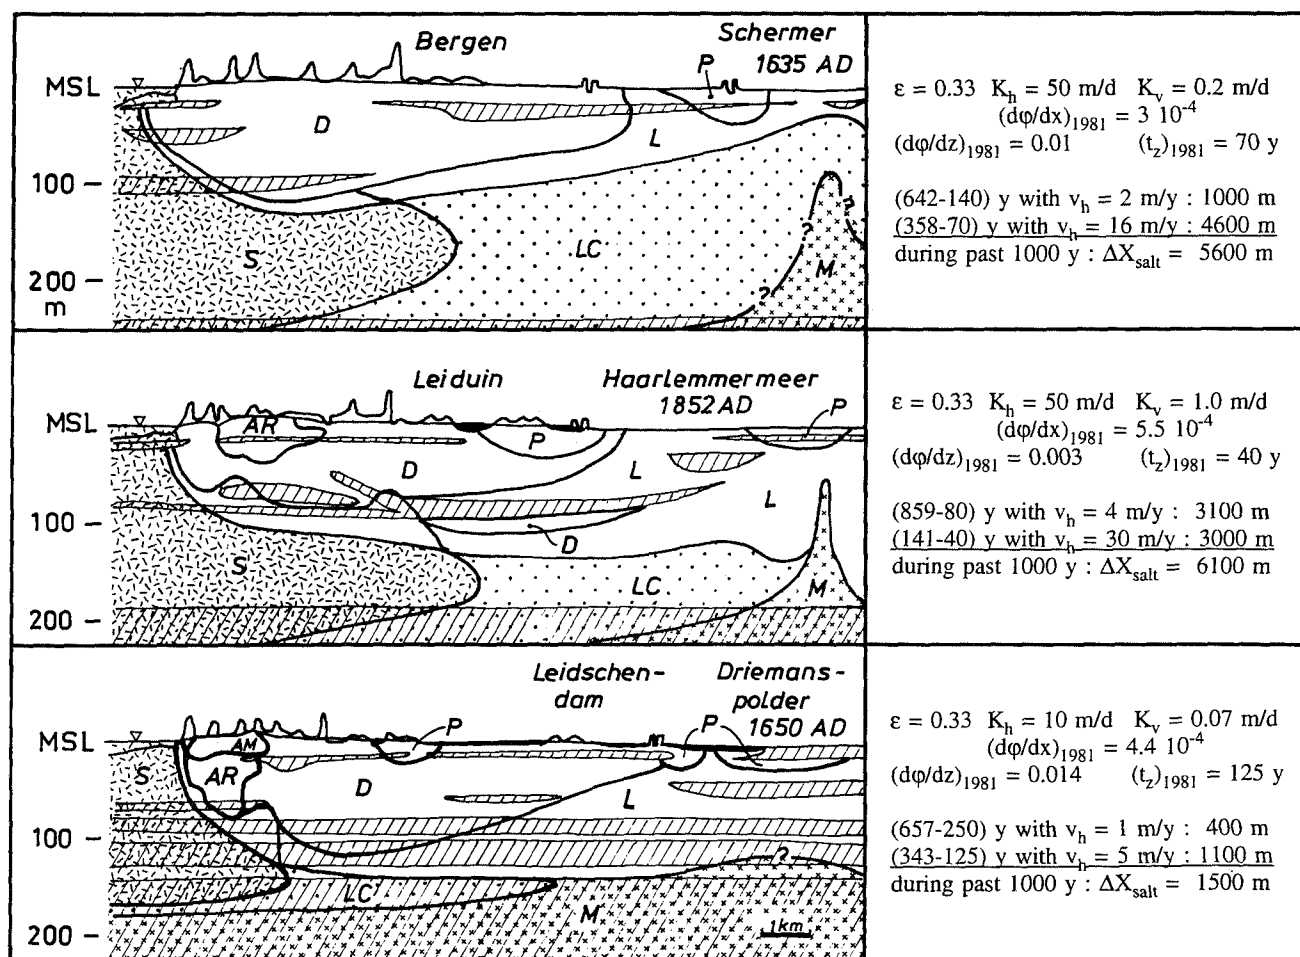 Bergen
Schermer
1635 AD
P
MSL
D
L
100 –
S
LC
200 –
m
M
?
?
?
ε = 0.33 K_h = 50 m/d K_v = 0.2 m/d
(dφ/dx)_1981 = 3 10^-4
(dφ/dz)_1981 = 0.01 (t_z)_1981 = 70 y
(642-140) y with v_h = 2 m/y : 1000 m
(358-70) y with v_h = 16 m/y : 4600 m
during past 1000 y : ΔX_salt = 5600 m
Leiduin
Haarlemmermeer
1852 AD
MSL
AR
P
P
D
L
L
100 –
D
S
LC
M
200 –
ε = 0.33 K_h = 50 m/d K_v = 1.0 m/d
(dφ/dx)_1981 = 5.5 10^-4
(dφ/dz)_1981 = 0.003 (t_z)_1981 = 40 y
(859-80) y with v_h = 4 m/y : 3100 m
(141-40) y with v_h = 30 m/y : 3000 m
during past 1000 y : ΔX_salt = 6100 m
Leidschen-
dam
Driemans-
polder
1650 AD
MSL
AM
P
P
S
AR
D
L
100 –
?
LC
M
1km
200 –
ε = 0.33 K_h = 10 m/d K_v = 0.07 m/d
(dφ/dx)_1981 = 4.4 10^-4
(dφ/dz)_1981 = 0.014 (t_z)_1981 = 125 y
(657-250) y with v_h = 1 m/y : 400 m
(343-125) y with v_h = 5 m/y : 1100 m
during past 1000 y : ΔX_salt = 1500 m